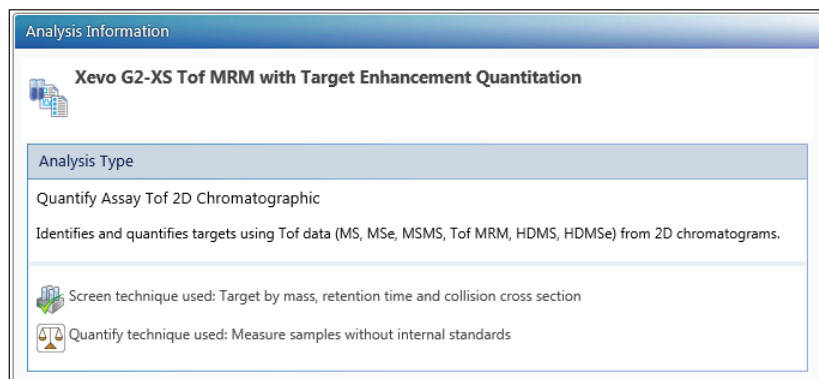 Analysis Information
Xevo G2-XS Tof MRM with Target Enhancement Quantitation
Analysis Type
Quantify Assay Tof 2D Chromatographic
Identifies and quantifies targets using Tof data (MS, MSe, MSMS, Tof MRM, HDMS, HDMSe) from 2D chromatograms.
Screen technique used: Target by mass, retention time and collision cross section
Quantify technique used: Measure samples without internal standards